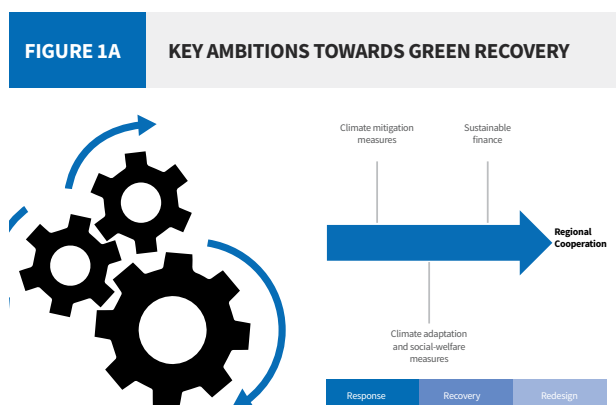 FIGURE 1A
KEY AMBITIONS TOWARDS GREEN RECOVERY
Climate mitigation
measures
Sustainable
finance
Regional
Cooperation
Climate adaptation
and social-welfare
measures
Response
Recovery
Redesign